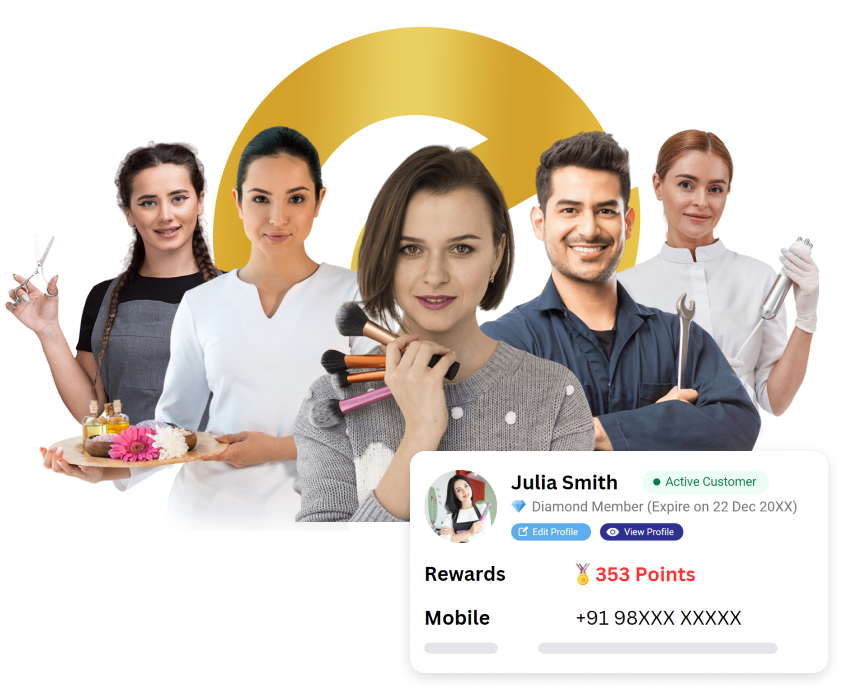 Julia Smith
Active Customer
Diamond Member (Expire on 22 Dec 20XX)
Edit Profile
View Profile
Rewards
353 Points
Mobile
+91 98XXX XXXXX